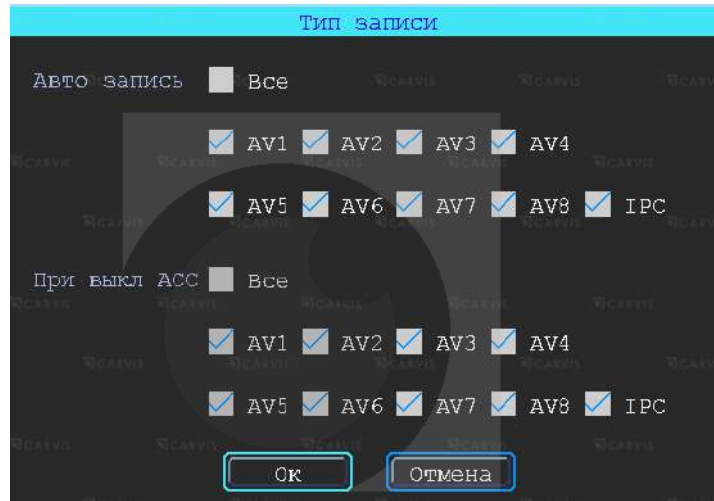 Тип записи
Авто запись Все
AV1 AV2 AV3 AV4
AV5 AV6 AV7 AV8 IPC
При выкл ACC Все
AV1 AV2 AV3 AV4
AV5 AV6 AV7 AV8 IPC
Ок Отмена
CARVIS